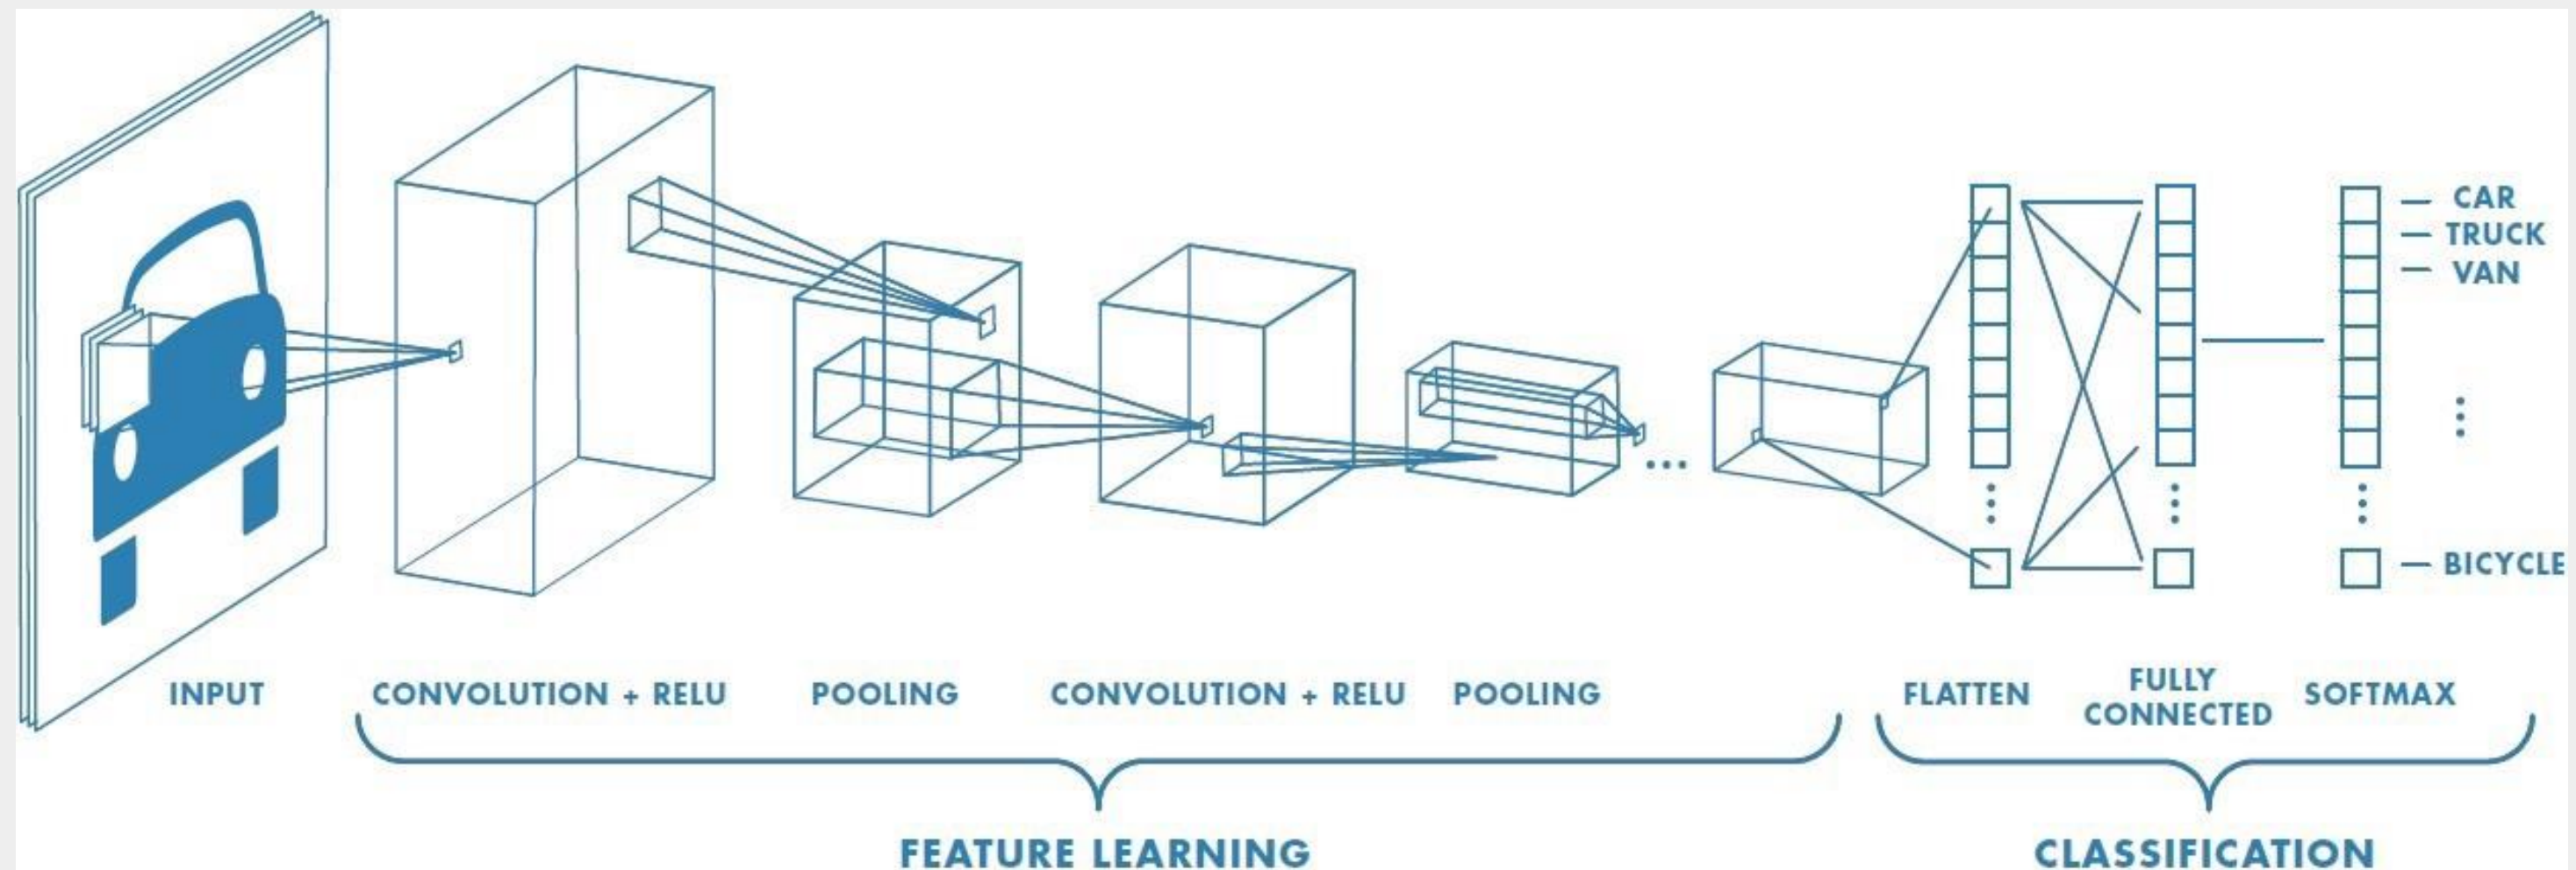 CAR
TRUCK
VAN
BICYCLE
INPUT
CONVOLUTION + RELU
POOLING
CONVOLUTION + RELU
POOLING
FLATTEN
FULLY
CONNECTED
SOFTMAX
FEATURE LEARNING
CLASSIFICATION